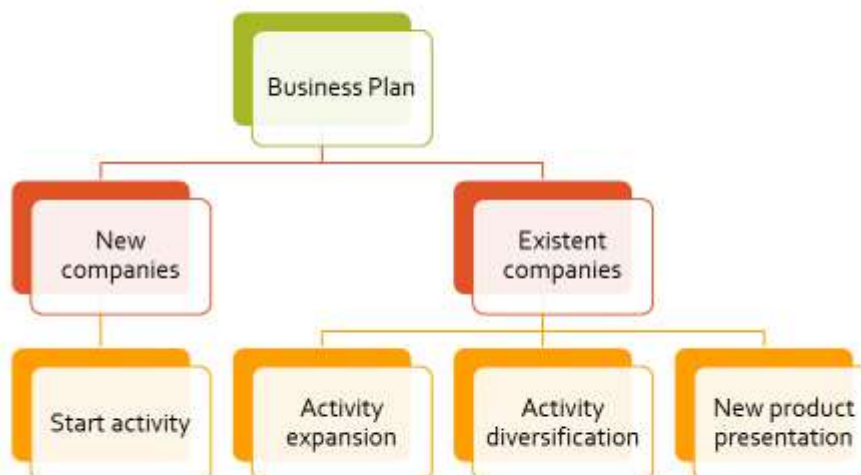 Business Plan
New
companies
Existent
companies
Start activity
Activity
expansion
Activity
diversification
New product
presentation